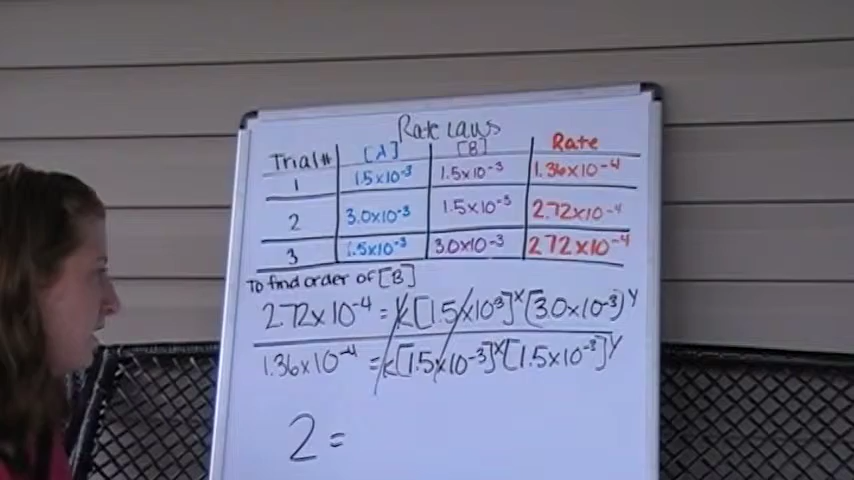 Rate Laws
Trial# [A] [B] Rate
1 1.5x10⁻³ 1.5x10⁻³ 1.36x10⁻⁴
2 3.0x10⁻³ 1.5x10⁻³ 2.72x10⁻⁴
3 1.5x10⁻³ 3.0x10⁻³ 2.72x10⁻⁴
To find order of [B]
2.72x10⁻⁴ = k[1.5x10³]ˣ(3.0x10⁻³)ʸ
1.36x10⁻⁴ = k[1.5x10⁻³]ˣ[1.5x10⁻³]ʸ
2 =